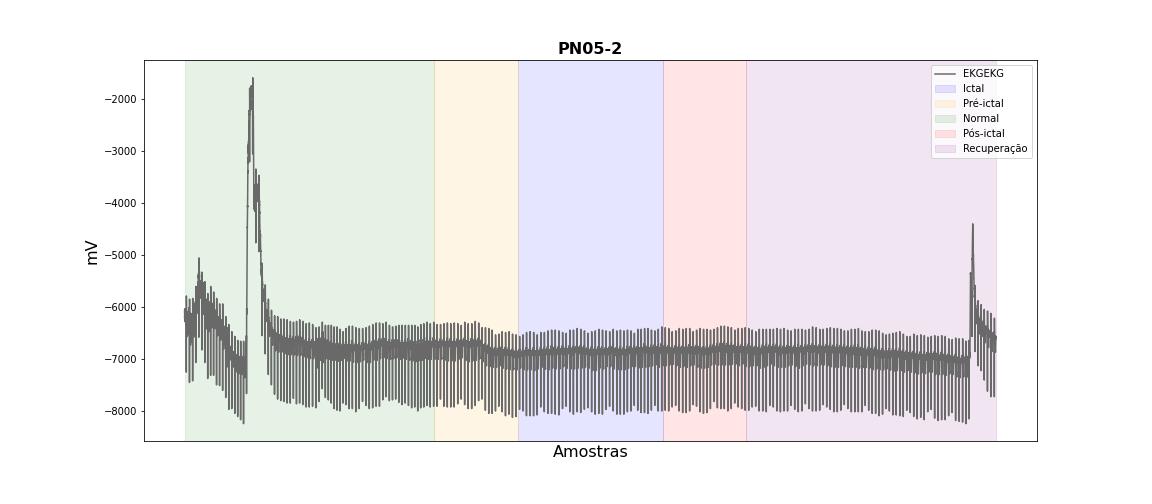 PN05-2
EKGEKG
Ictal
Pré-ictal
Normal
Pós-ictal
Recuperação
−2000
−3000
−4000
−5000
−6000
−7000
−8000
mV
Amostras